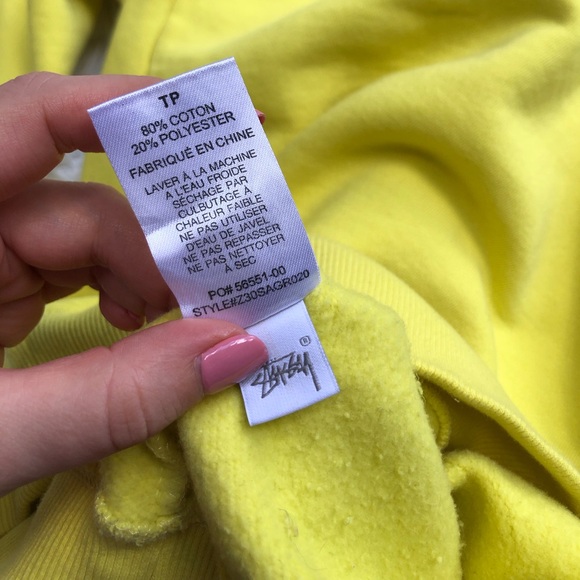 TP
80% COTON
20% POLYESTER
FABRIQUÉ EN CHINE
LAVER À LA MACHINE
A L'EAU FROIDE
SÉCHAGE PAR
CULBUTAGE À
CHALEUR FAIBLE
NE PAS UTILISER
D'EAU DE JAVEL
NE PAS REPASSER
NE PAS NETTOYER
À SEC
PO# 56551-00
STYLE#Z30SAGR020
Stüssy ®